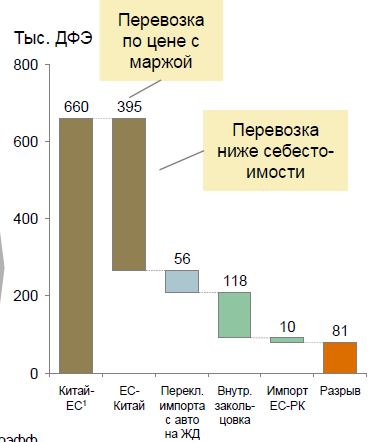 Тыс. ДФЭ
Перевозка
по цене с
маржой
Перевозка
ниже себесто-
имости
800
600
400
200
0
660
395
56
118
10
81
Китай-
ЕС¹
ЕС-
Китай
Перекл.
импорта
с авто
на ЖД
Внутр.
заколь-
цовка
Импорт
ЕС-РК
Разрыв